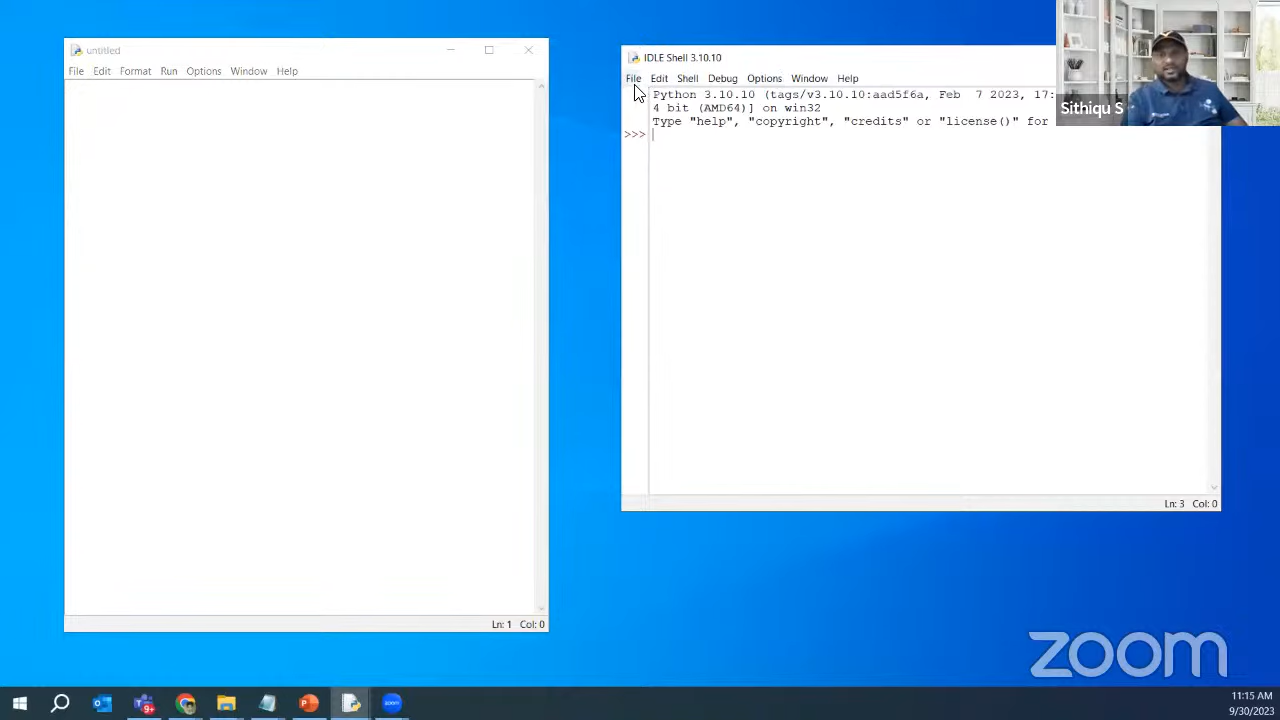 untitled
File Edit Format Run Options Window Help
Ln: 1 Col: 0
IDLE Shell 3.10.10
File Edit Shell Debug Options Window Help
Python 3.10.10 (tags/v3.10.10:aad5f6a, Feb 7 2023, 17:
4 bit (AMD64)] on win32
Type "help", "copyright", "credits" or "license()" for
>>>
Ln: 3 Col: 0
Sithiqu S
zoom
zoom
11:15 AM
9/30/2023